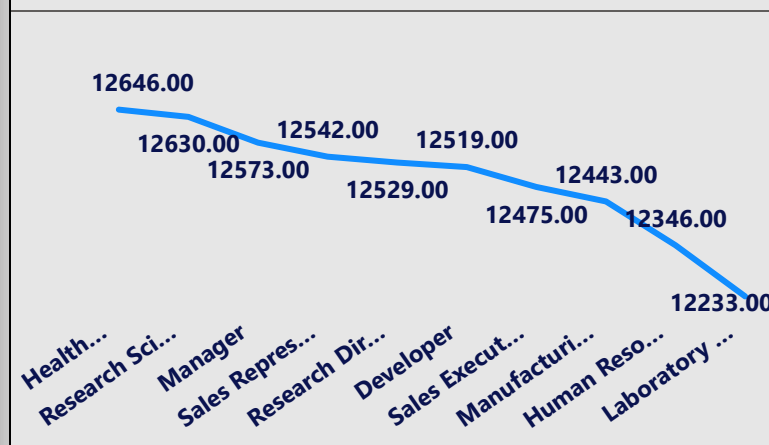 12646.00
12630.00
12573.00
12542.00
12529.00
12519.00
12475.00
12443.00
12346.00
12233.00
Health...
Research Sci...
Manager
Sales Repres...
Research Dir...
Developer
Sales Execut...
Manufacturi...
Human Reso...
Laboratory ...